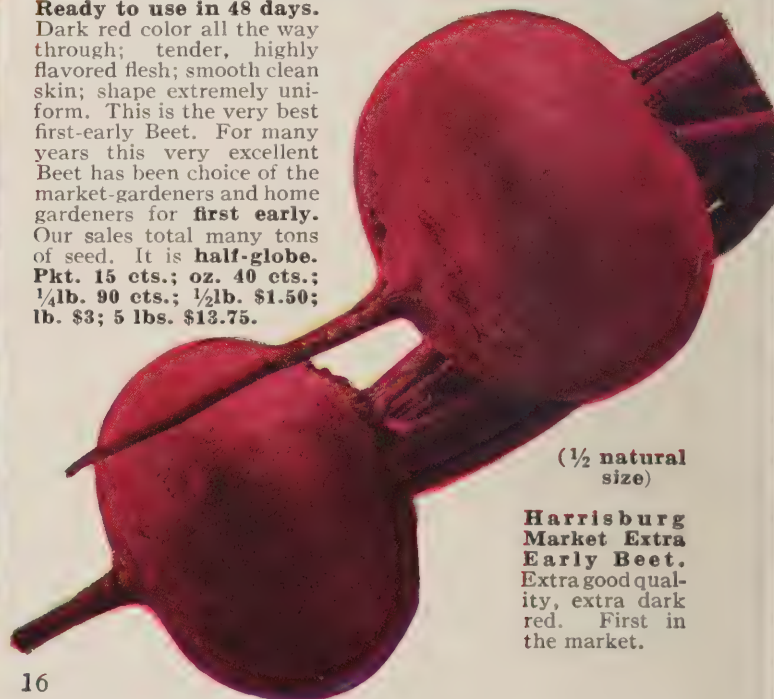 Ready to use in 48 days.
Dark red color all the way
through; tender, highly
flavored flesh; smooth clean
skin; shape extremely uni-
form. This is the very best
first-early Beet. For many
years this very excellent
Beet has been choice of the
market-gardeners and home
gardeners for first early.
Our sales total many tons
of seed. It is half-globe.
Pkt. 15 cts.; oz. 40 cts.;
¼lb. 90 cts.; ½lb. $1.50;
lb. $3; 5 lbs. $13.75.
(½ natural
size)
Harrisburg
Market Extra
Early Beet.
Extra good qual-
ity, extra dark
red. First in
the market.
16